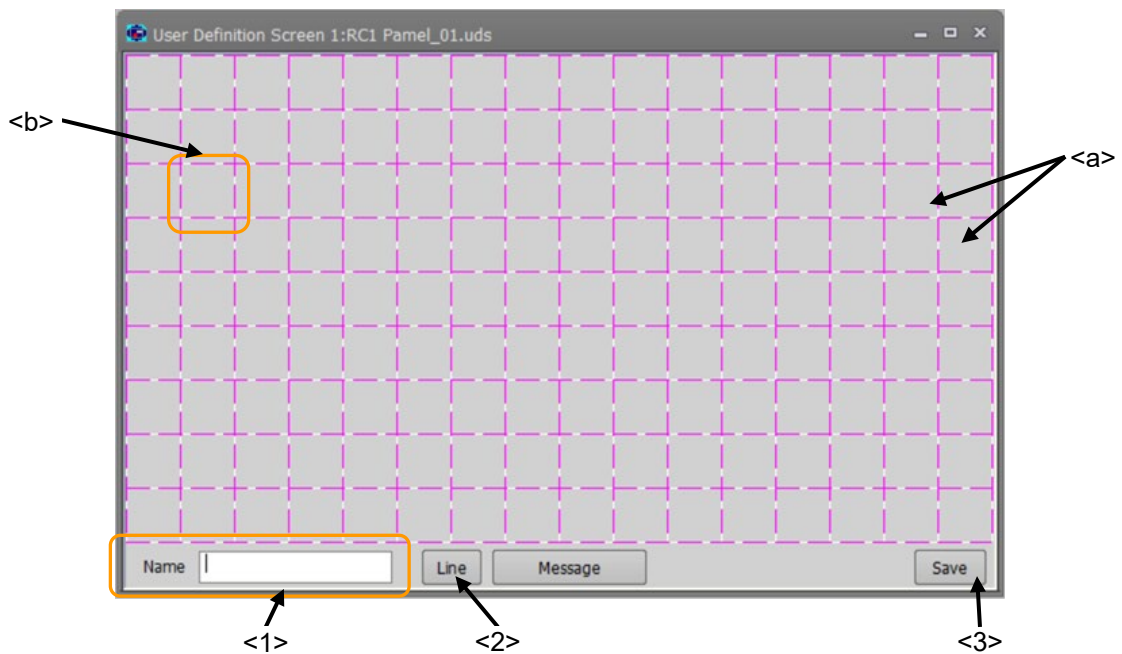 User Definition Screen 1:RC1 Pamel_01.uds
<b>
<a>
Name Line Message Save
<1> <2> <3>